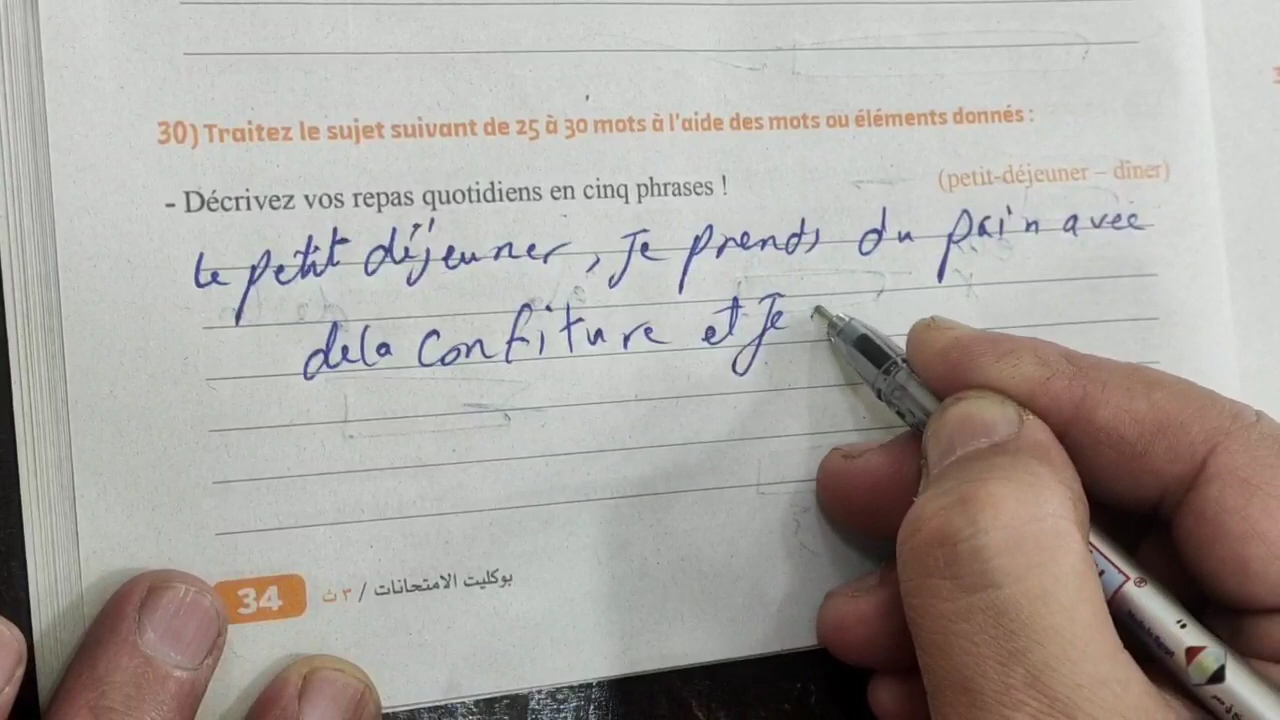 30) Traitez le sujet suivant de 25 à 30 mots à l'aide des mots ou éléments donnés :
- Décrivez vos repas quotidiens en cinq phrases ! (petit-déjeuner – dîner)
Le petit déjeuner, Je prends du pain avec
dela confiture et Je
34 بوكليت الامتحانات / ٣ ث